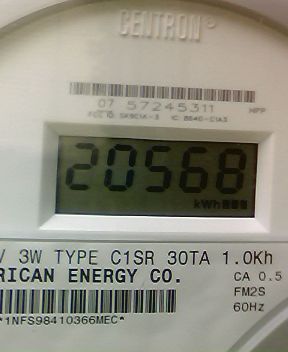 CENTRON®
07 57245311
20568
kWh
V 3W TYPE C1SR 30TA 1.0Kh
RICAN ENERGY CO.
CA 0.5
FM2S
60Hz
*1NFS98410366MEC*